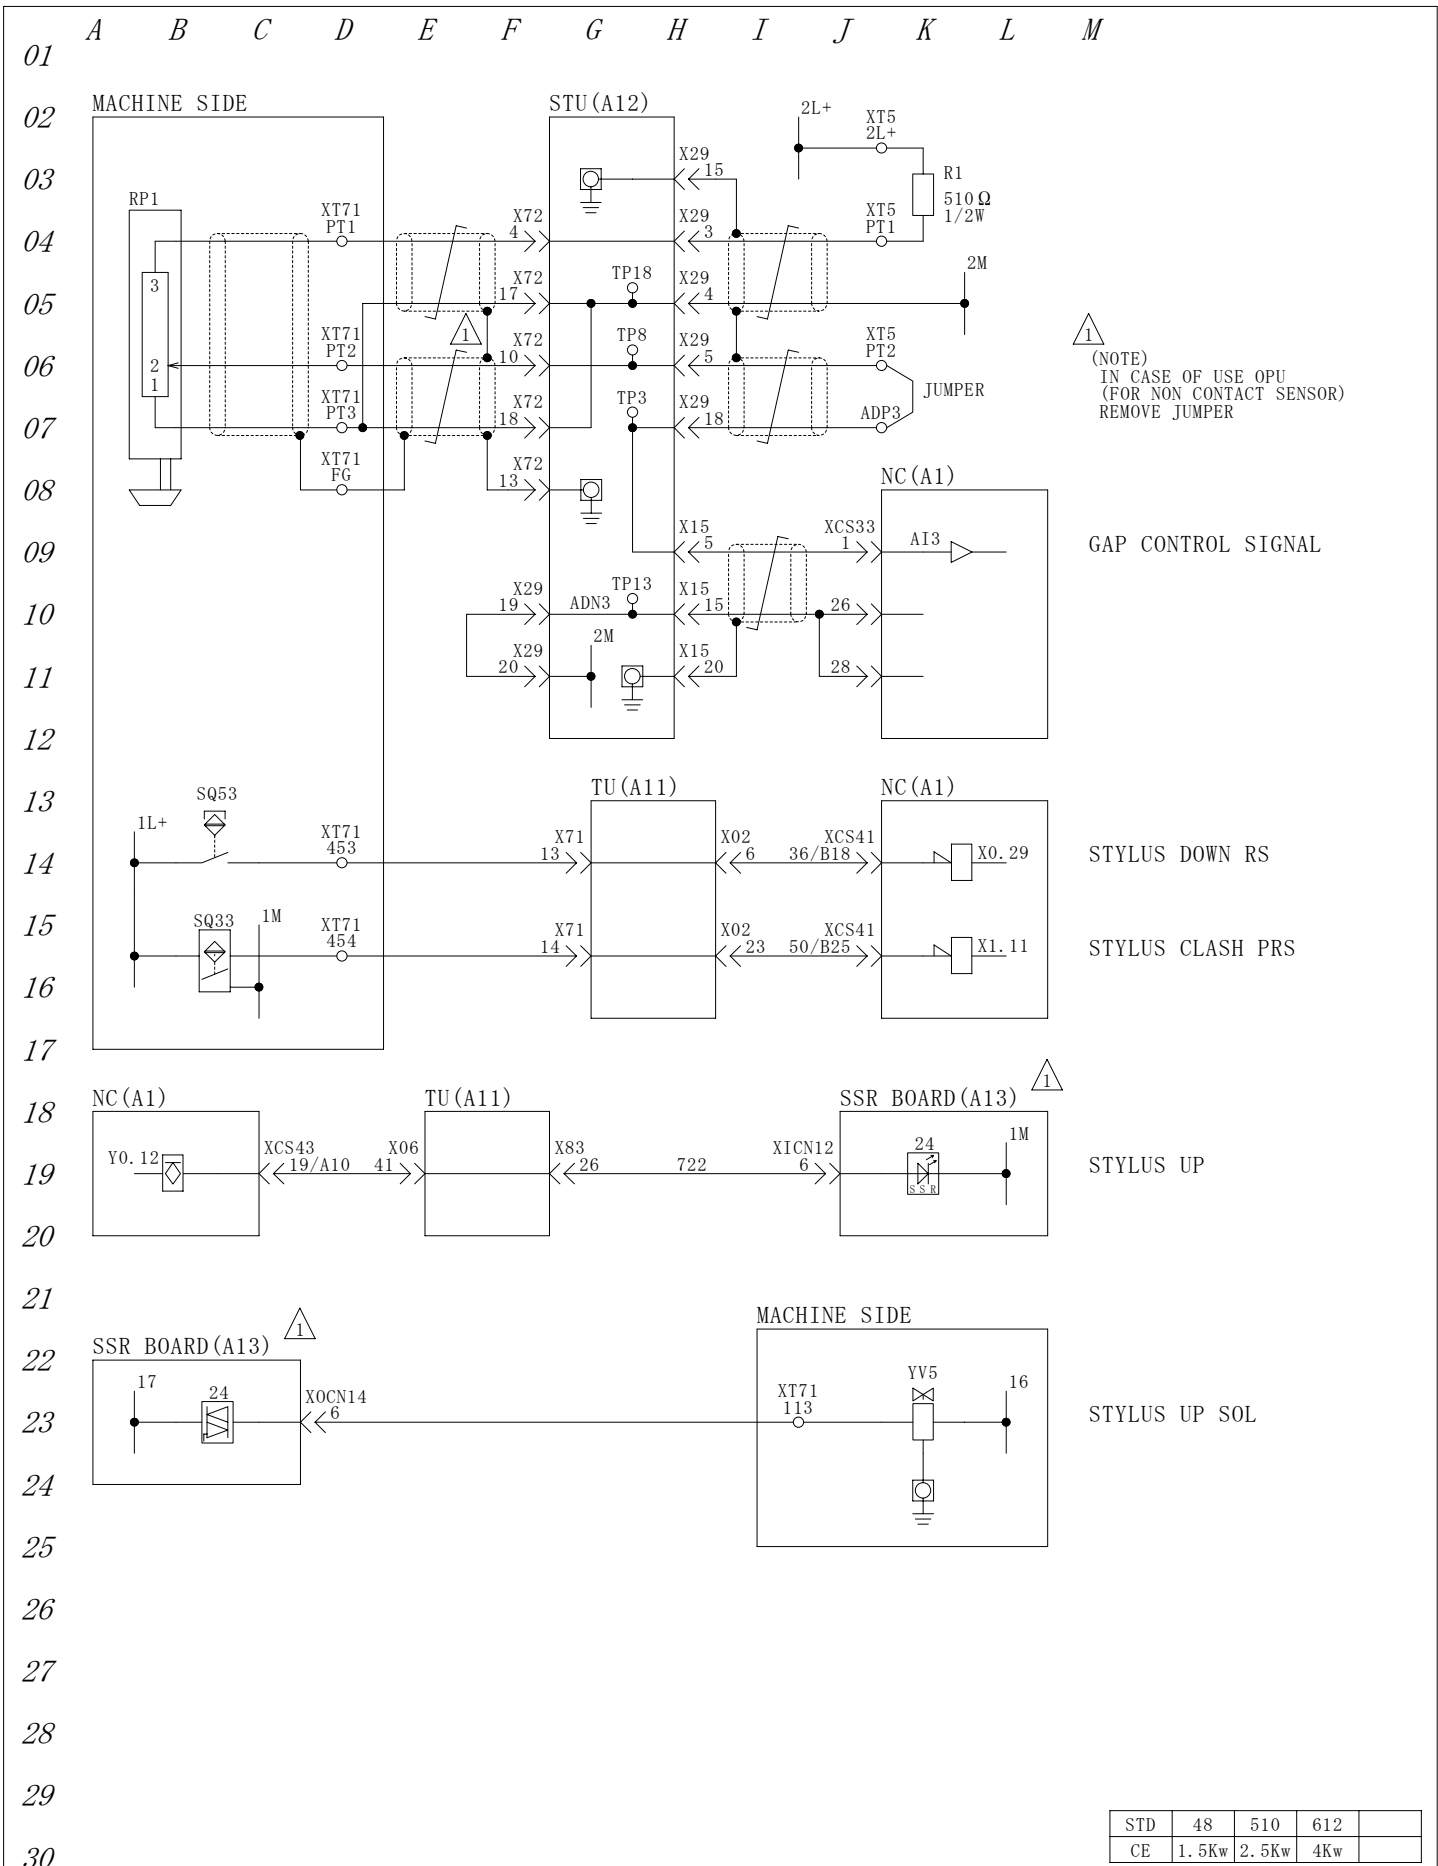 A B C D E F G H I J K L M
01
02
03
04
05
06
07
08
09
10
11
12
13
14
15
16
17
18
19
20
21
22
23
24
25
26
27
28
29
30
MACHINE SIDE
STU(A12)
2L+
XT5
2L+
X29
15
R1
510Ω
1/2W
RP1
XT71
PT1
X72
4
X29
3
XT5
PT1
2M
3
X72
17
TP18
X29
4
1
XT71
PT2
X72
10
TP8
X29
5
XT5
PT2
2
1
1
(NOTE)
IN CASE OF USE OPU
(FOR NON CONTACT SENSOR)
REMOVE JUMPER
JUMPER
XT71
PT3
X72
18
TP3
X29
18
ADP3
XT71
FG
X72
13
NC(A1)
X15
5
XCS33
1
AI3
GAP CONTROL SIGNAL
X29
19
ADN3
TP13
X15
15
26
X29
20
2M
X15
20
28
TU(A11)
NC(A1)
SQ53
1L+
XT71
453
X71
13
X02
6
XCS41
36/B18
X0.29
STYLUS DOWN RS
SQ33
1M
XT71
454
X71
14
X02
23
XCS41
50/B25
X1.11
STYLUS CLASH PRS
NC(A1)
TU(A11)
SSR BOARD(A13)
1
Y0.12
XCS43
19/A10
X06
41
X83
26
722
XICN12
6
24
SSR
1M
STYLUS UP
SSR BOARD(A13)
1
MACHINE SIDE
17
24
XOCN14
6
XT71
113
YV5
16
STYLUS UP SOL
STD 48 510 612
CE 1.5Kw 2.5Kw 4Kw